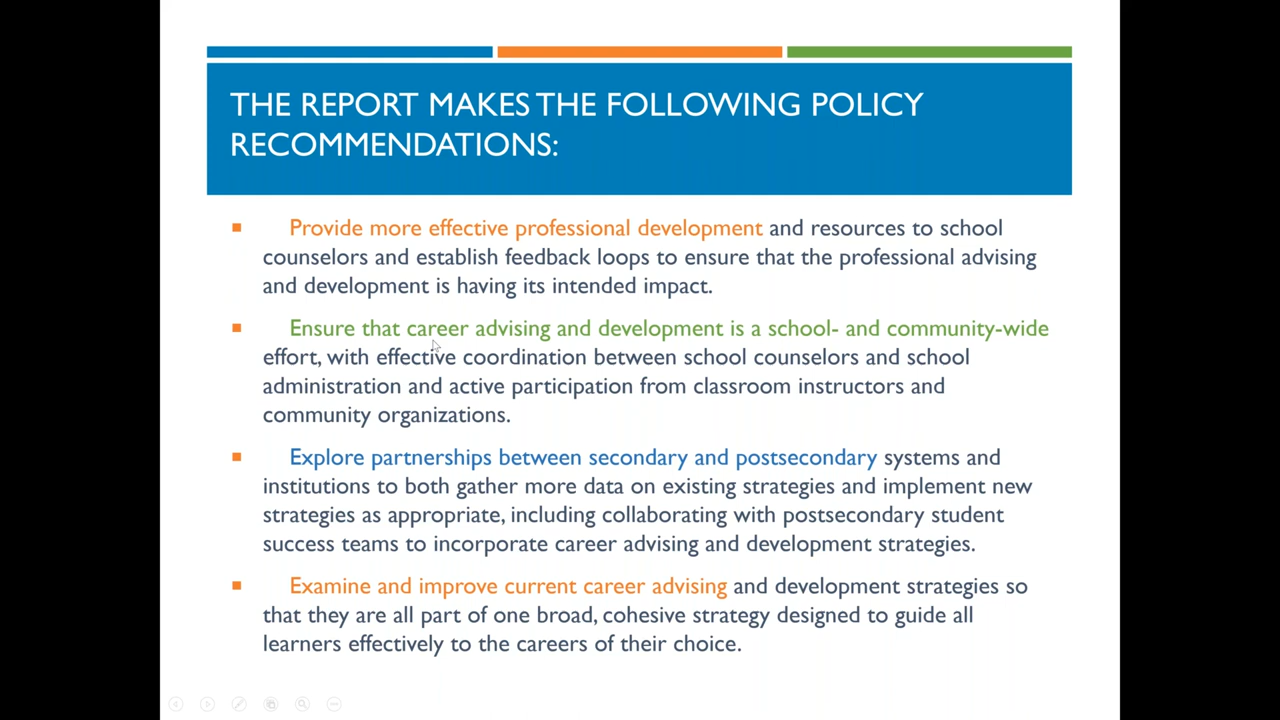 THE REPORT MAKES THE FOLLOWING POLICY
RECOMMENDATIONS:
Provide more effective professional development and resources to school
counselors and establish feedback loops to ensure that the professional advising
and development is having its intended impact.
Ensure that career advising and development is a school- and community-wide
effort, with effective coordination between school counselors and school
administration and active participation from classroom instructors and
community organizations.
Explore partnerships between secondary and postsecondary systems and
institutions to both gather more data on existing strategies and implement new
strategies as appropriate, including collaborating with postsecondary student
success teams to incorporate career advising and development strategies.
Examine and improve current career advising and development strategies so
that they are all part of one broad, cohesive strategy designed to guide all
learners effectively to the careers of their choice.